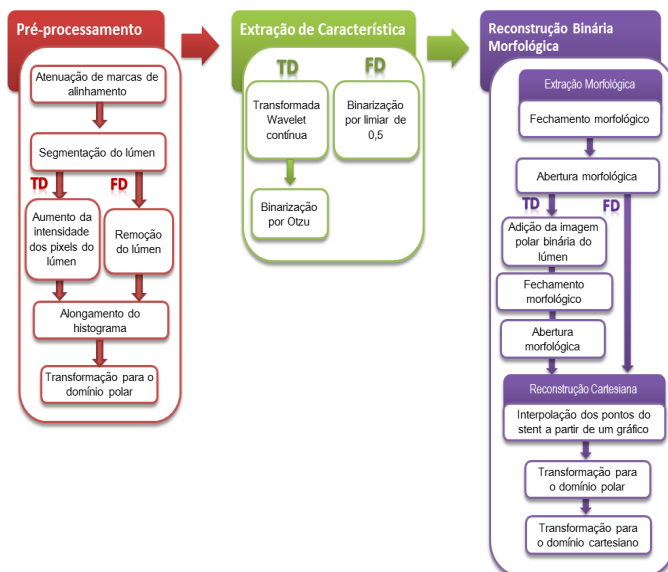 Pré-processamento
Atenuação de marcas de
alinhamento
Segmentação do lúmen
TD
FD
Aumento da
intensidade
dos pixels do
lúmen
Remoção
do lúmen
Alongamento do
histograma
Transformação para o
domínio polar
Extração de Característica
TD
FD
Transformada
Wavelet
contínua
Binarização
por limiar de
0,5
Binarização
por Otzu
Reconstrução Binária
Morfológica
Extração Morfológica
Fechamento morfológico
Abertura morfológica
TD
FD
Adição da imagem
polar binária do
lúmen
Fechamento
morfológico
Abertura
morfológica
Reconstrução Cartesiana
Interpolação dos pontos do
stent a partir de um gráfico
Transformação para
o domínio polar
Transformação para
o domínio cartesiano